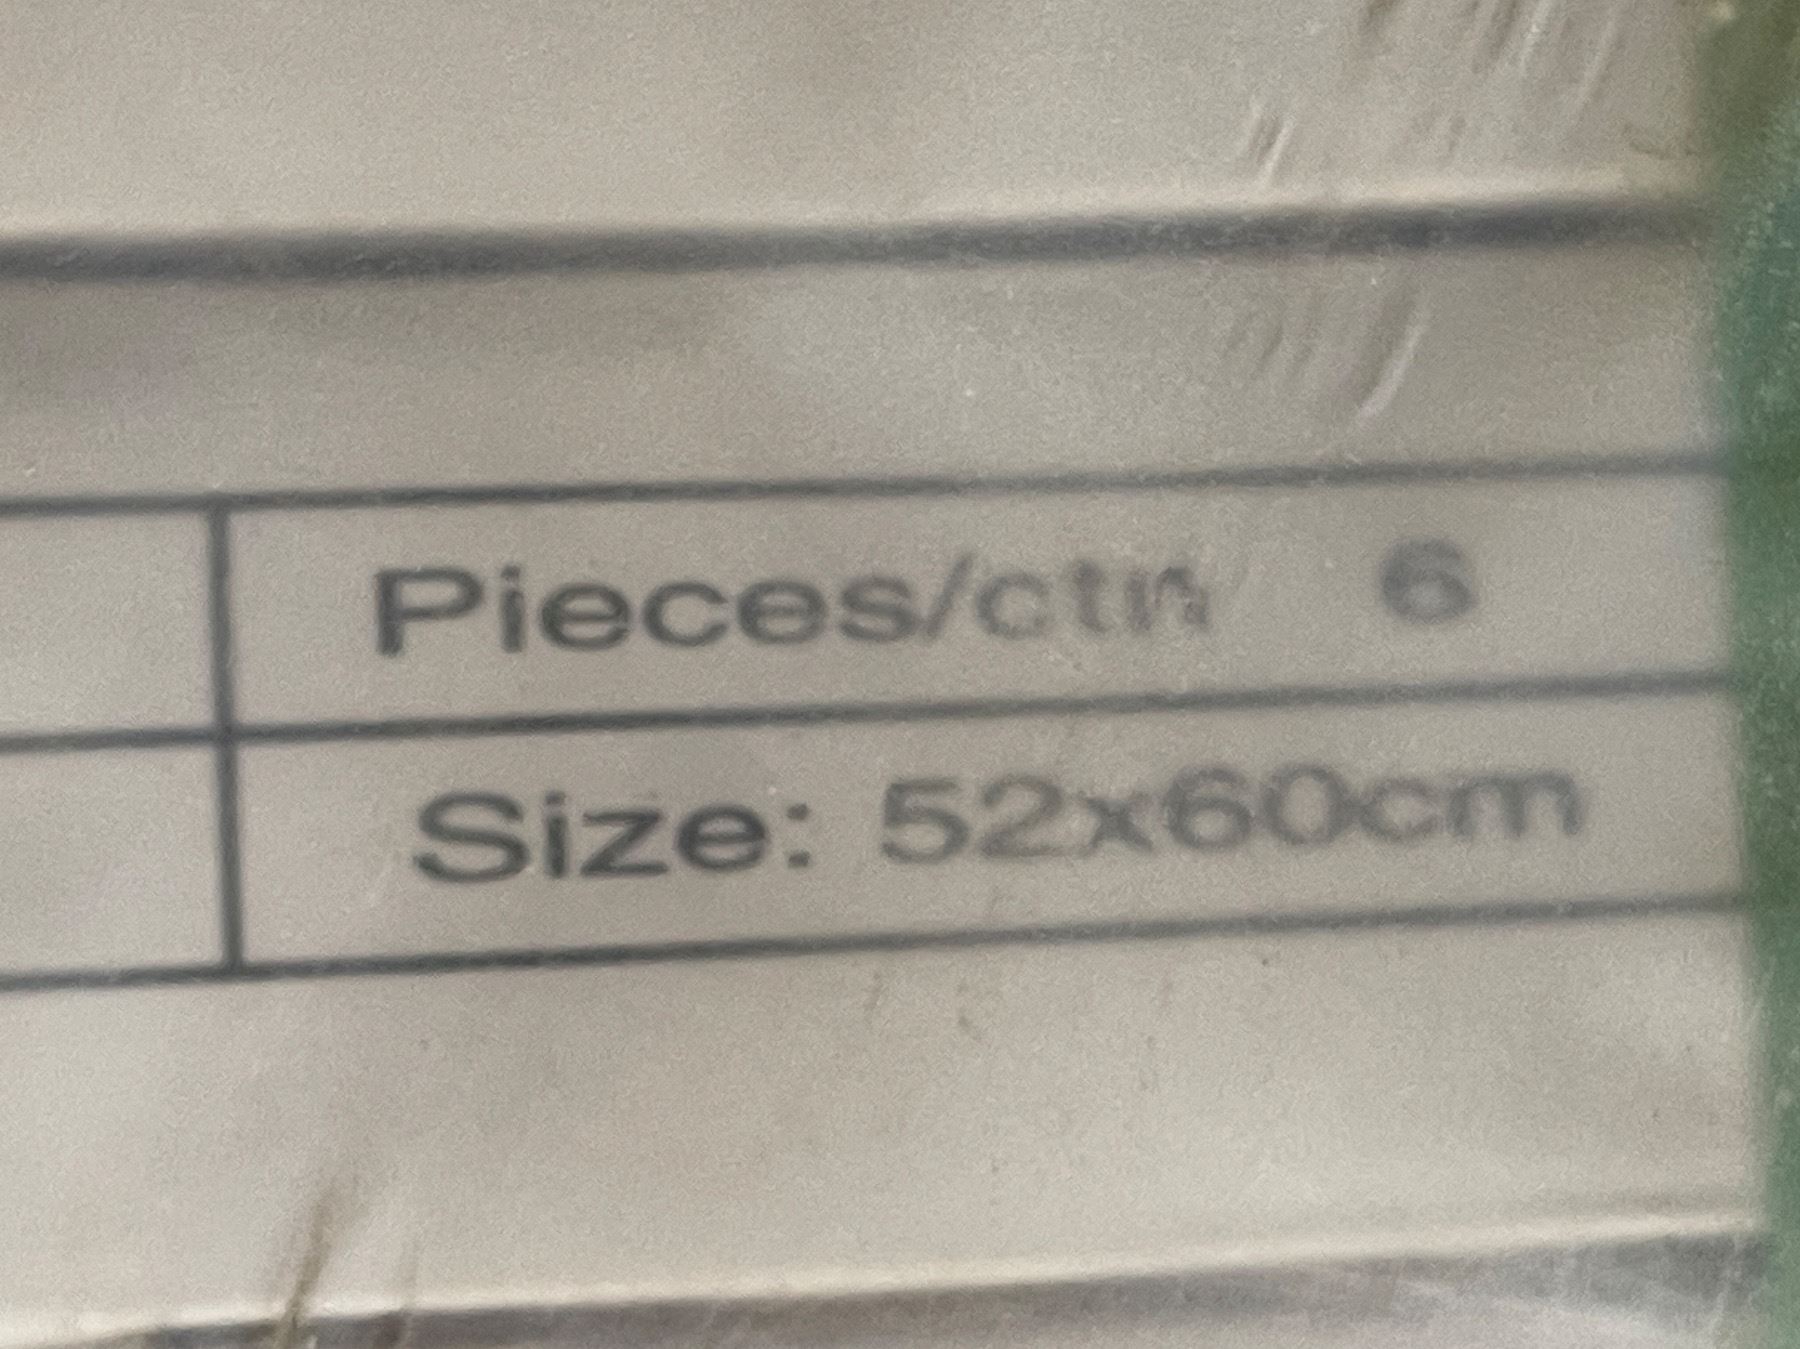 Pieces/ctn 6
Size: 52x60cm